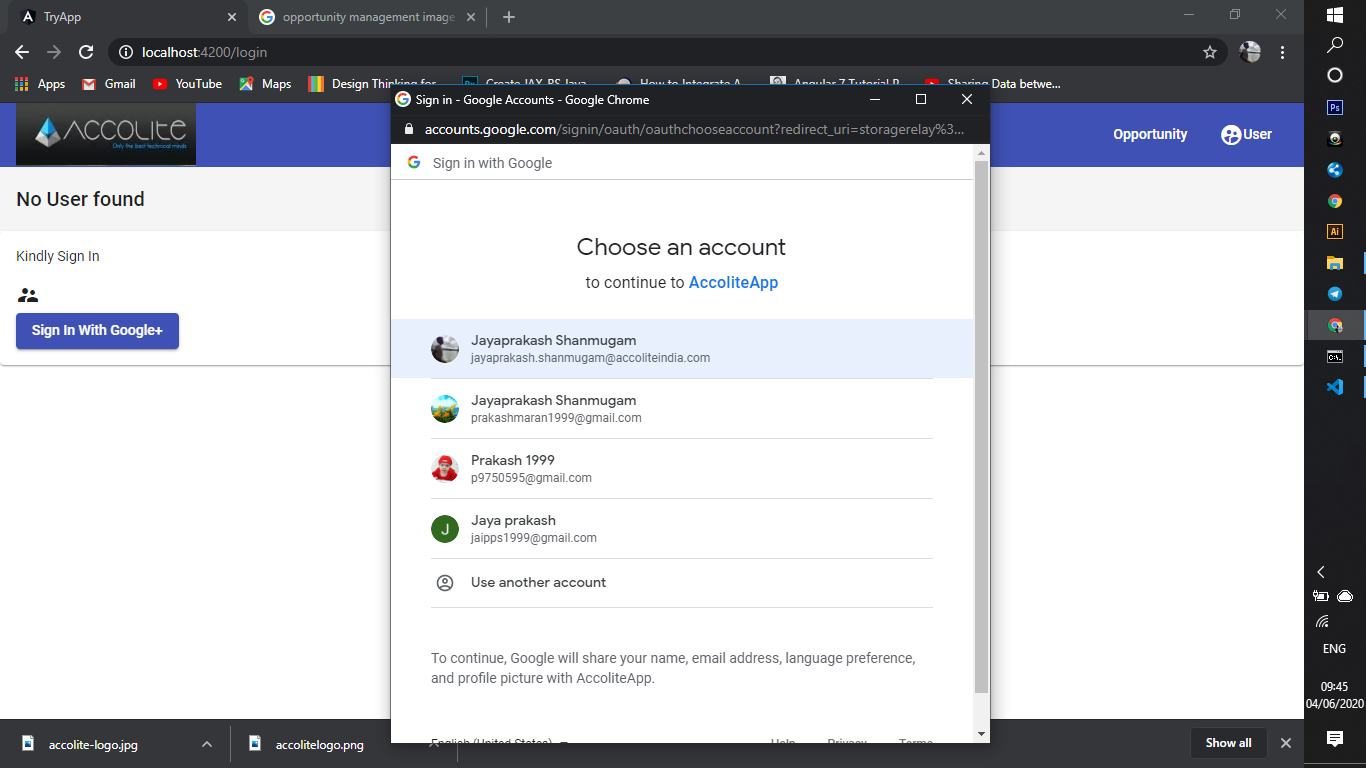 TryApp
opportunity management image
localhost:4200/login
Apps
Gmail
YouTube
Maps
Design Thinking for
Create JAX-RS Java
How to Integrate A
Angular 7 Tutorial P
Sharing Data betwe...
ACCOLITE
Only the best technical minds
Opportunity
User
No User found
Kindly Sign In
Sign In With Google+
Sign in - Google Accounts - Google Chrome
accounts.google.com/signin/oauth/oauthchooseaccount?redirect_uri=storagerelay%3...
Sign in with Google
Choose an account
to continue to AccoliteApp
Jayaprakash Shanmugam
jayaprakash.shanmugam@accoliteindia.com
Jayaprakash Shanmugam
prakashmaran1999@gmail.com
Prakash 1999
p9750595@gmail.com
J
Jaya prakash
jaipps1999@gmail.com
Use another account
To continue, Google will share your name, email address, language preference,
and profile picture with AccoliteApp.
English (United States)
Help
Privacy
Terms
accolite-logo.jpg
accolitelogo.png
Show all
Ps
Ai
ENG
09:45
04/06/2020